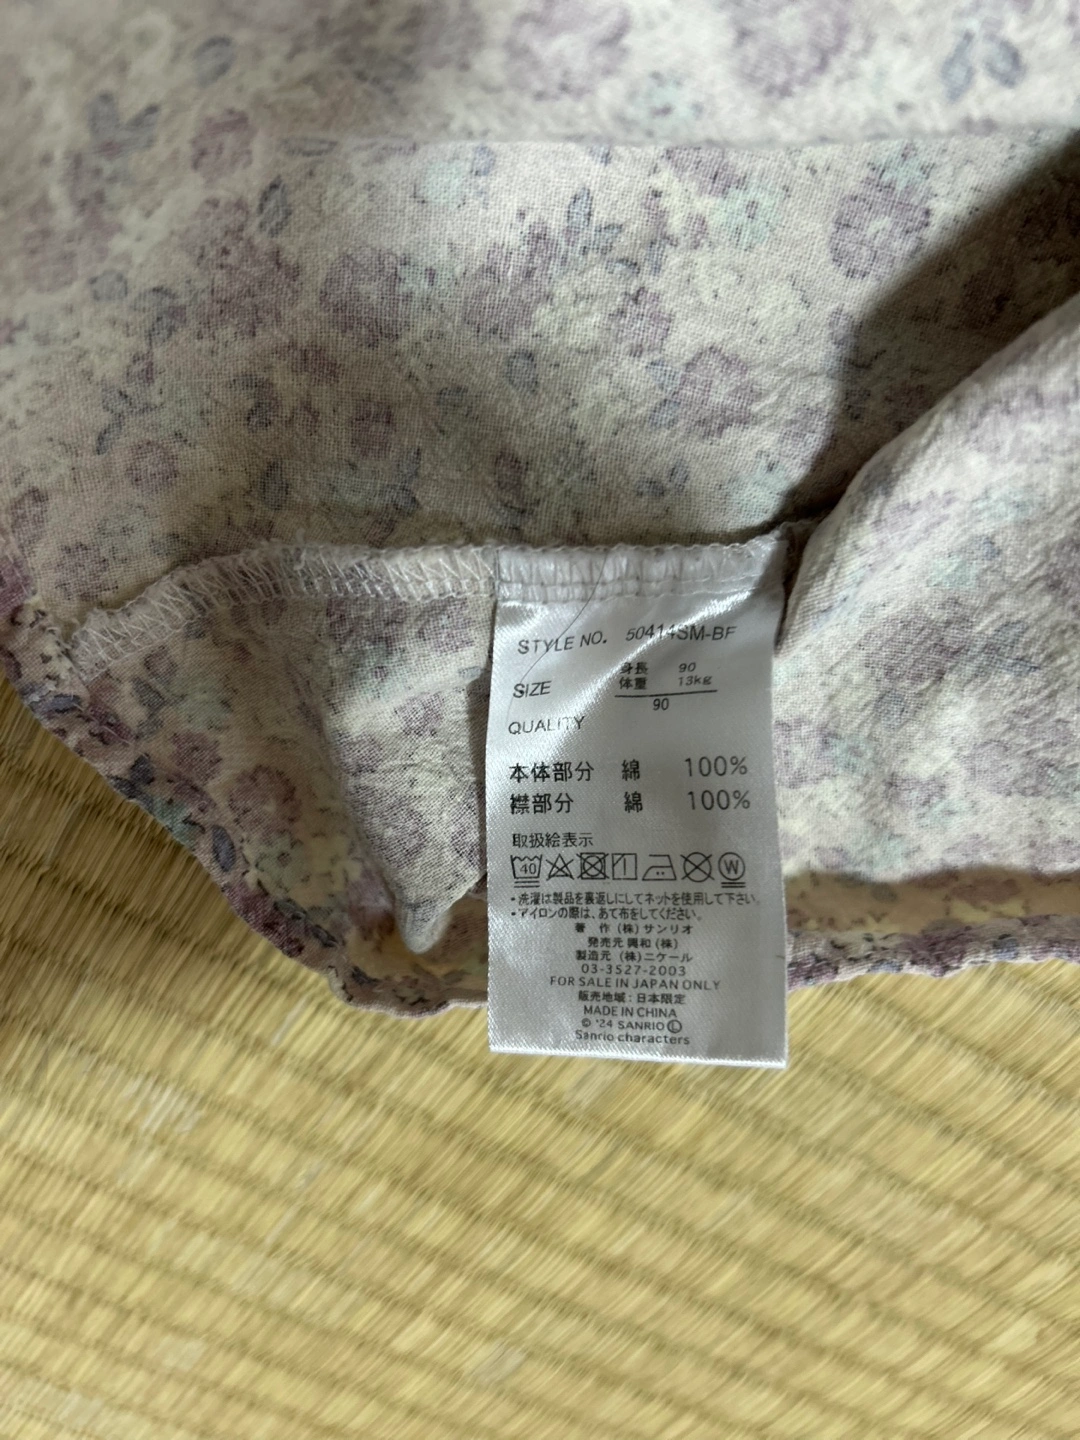 STYLE NO. 50414SM-BF
SIZE 身長 90
体重 13kg
90
QUALITY
本体部分 綿 100%
襟部分 綿 100%
取扱絵表示
40 W
・洗濯は製品を裏返しにしてネットを使用して下さい。
・アイロンの際は、あて布をしてください。
著 作 (株) サンリオ
発売元 興和 (株)
製造元 (株) ニケール
03-3527-2003
FOR SALE IN JAPAN ONLY
販売地域:日本限定
MADE IN CHINA
© '24 SANRIO Ⓛ
Sanrio characters